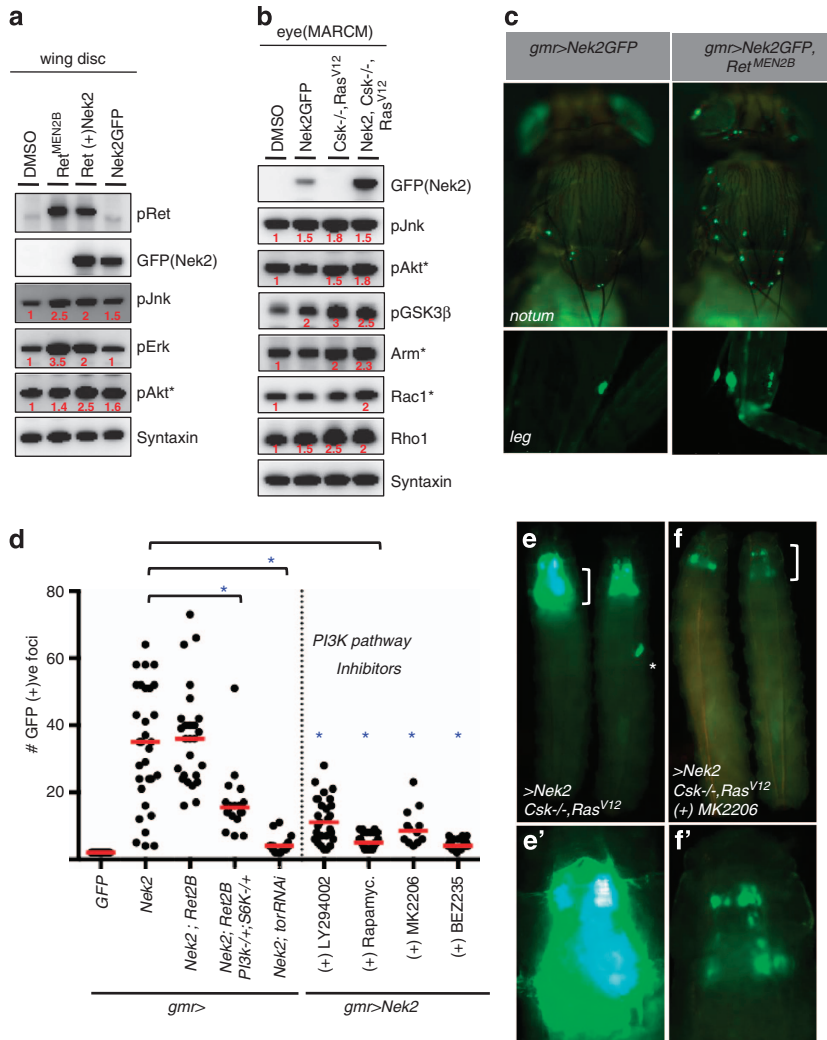 a
wing disc
DMSO
Ret^MEN2B
Ret (+)Nek2
Nek2GFP
pRet
GFP(Nek2)
pJnk
1 2.5 2 1.5
pErk
1 3.5 2 1
pAkt*
1 1.4 2.5 1.6
Syntaxin
b
eye(MARCM)
DMSO
Nek2GFP
Csk-/-,Ras^V12
Nek2, Csk-/-,
Ras^V12
GFP(Nek2)
pJnk
1 1.5 1.8 1.5
pAkt*
1 1.5 1.8
pGSK3β
2 3 2.5
Arm*
1 2 2.3
Rac1*
1 2
Rho1
1 1.5 2.5 2
Syntaxin
c
gmr>Nek2GFP
gmr>Nek2GFP,
Ret^MEN2B
notum
leg
d
# GFP (+)ve foci
80
60
40
20
*
*
PI3K pathway
Inhibitors
* * * *
GFP
Nek2
Nek2 ; Ret2B
Nek2; Ret2B
PI3k-/+;S6K-/+
Nek2; torRNAi
(+) LY294002
(+) Rapamyc.
(+) MK2206
(+) BEZ235
gmr>
gmr>Nek2
e
*
>Nek2
Csk-/-,Ras^V12
f
>Nek2
Csk-/-,Ras^V12
(+) MK2206
e'
f'